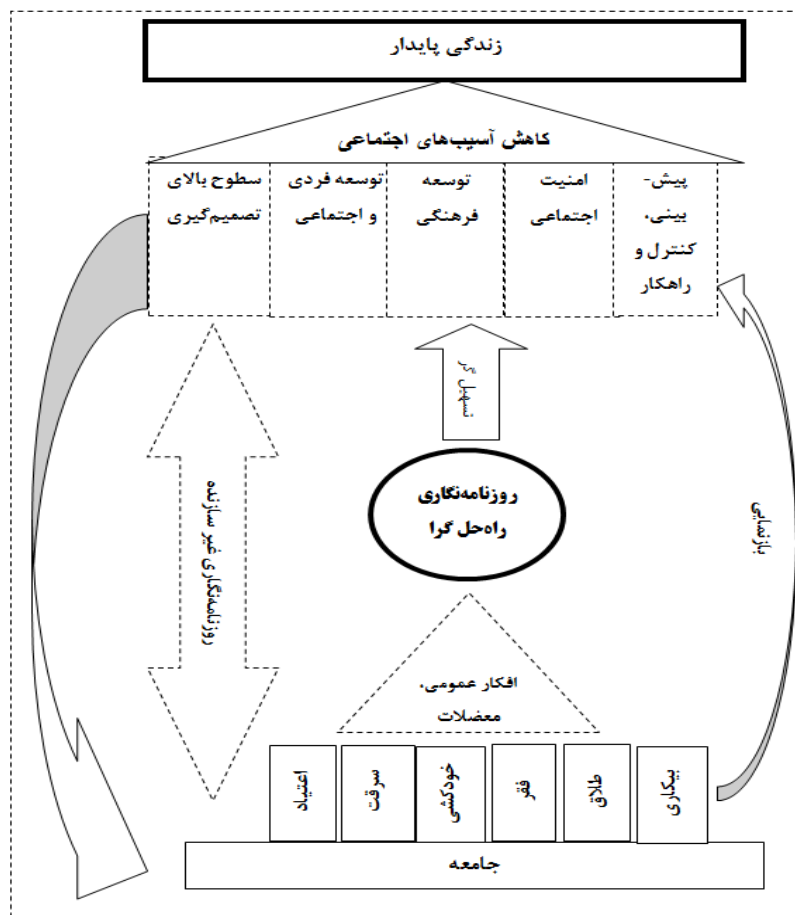 زندگی پایدار
کاهش آسیب‌های اجتماعی
پیش-
بینی.
کنترل و
راهکار
امنیت
اجتماعی
توسعه
فرهنگی
توسعه فردی
و اجتماعی
سطوح بالای
تصمیم‌گیری
تسهیل گر
روزنامه‌نگاری
راه‌حل گرا
بازنمایی
روزنامه‌نگاری غیر سازنده
افکار عمومی.
معضلات
بیکاری
طلاق
فقر
خودکشی
سرقت
اعتیاد
جامعه